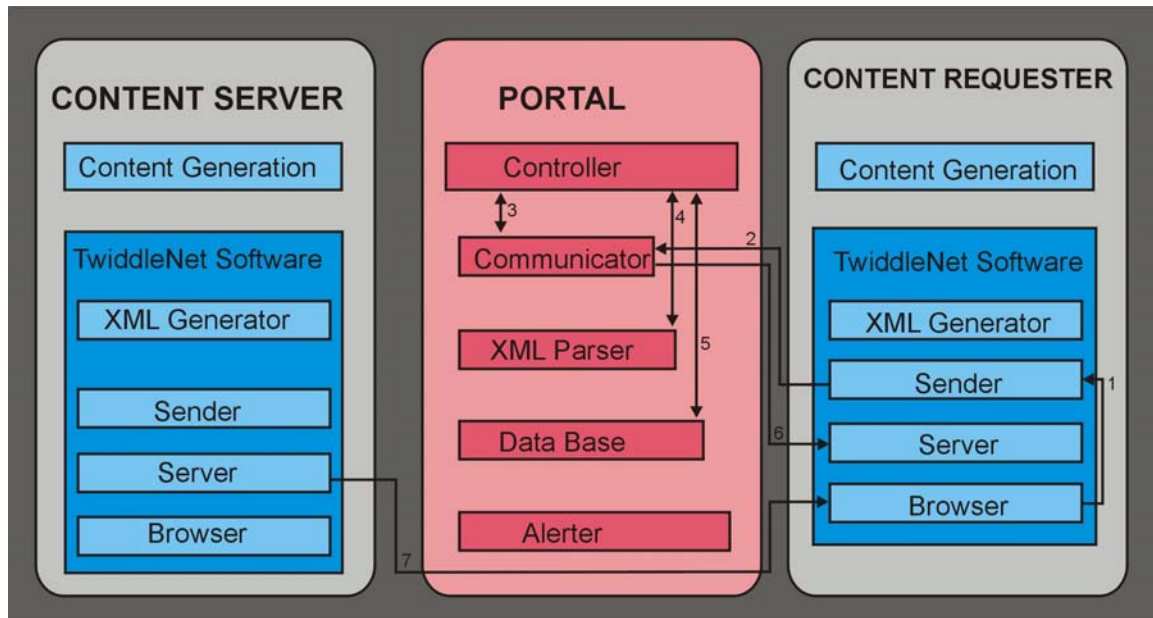 CONTENT SERVER
Content Generation
TwiddleNet Software
XML Generator
Sender
Server
Browser
PORTAL
Controller
3
4
Communicator
2
XML Parser
5
Data Base
6
Alerter
7
CONTENT REQUESTER
Content Generation
TwiddleNet Software
XML Generator
Sender
1
Server
Browser